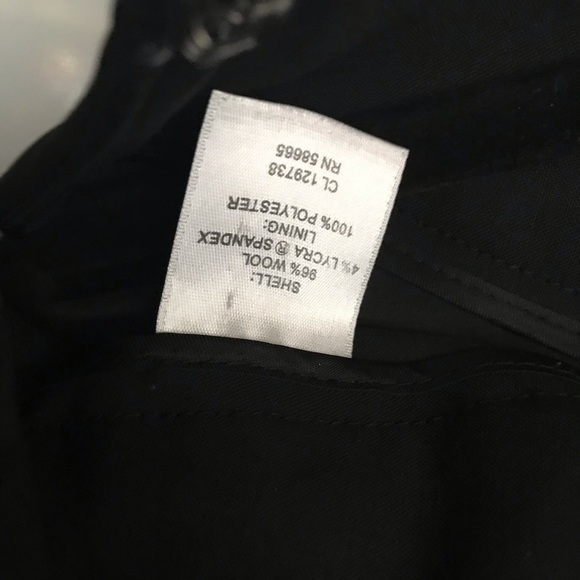 SHELL:
96% WOOL
4% LYCRA ® SPANDEX
LINING:
100% POLYESTER
CL 129738
RN 58665